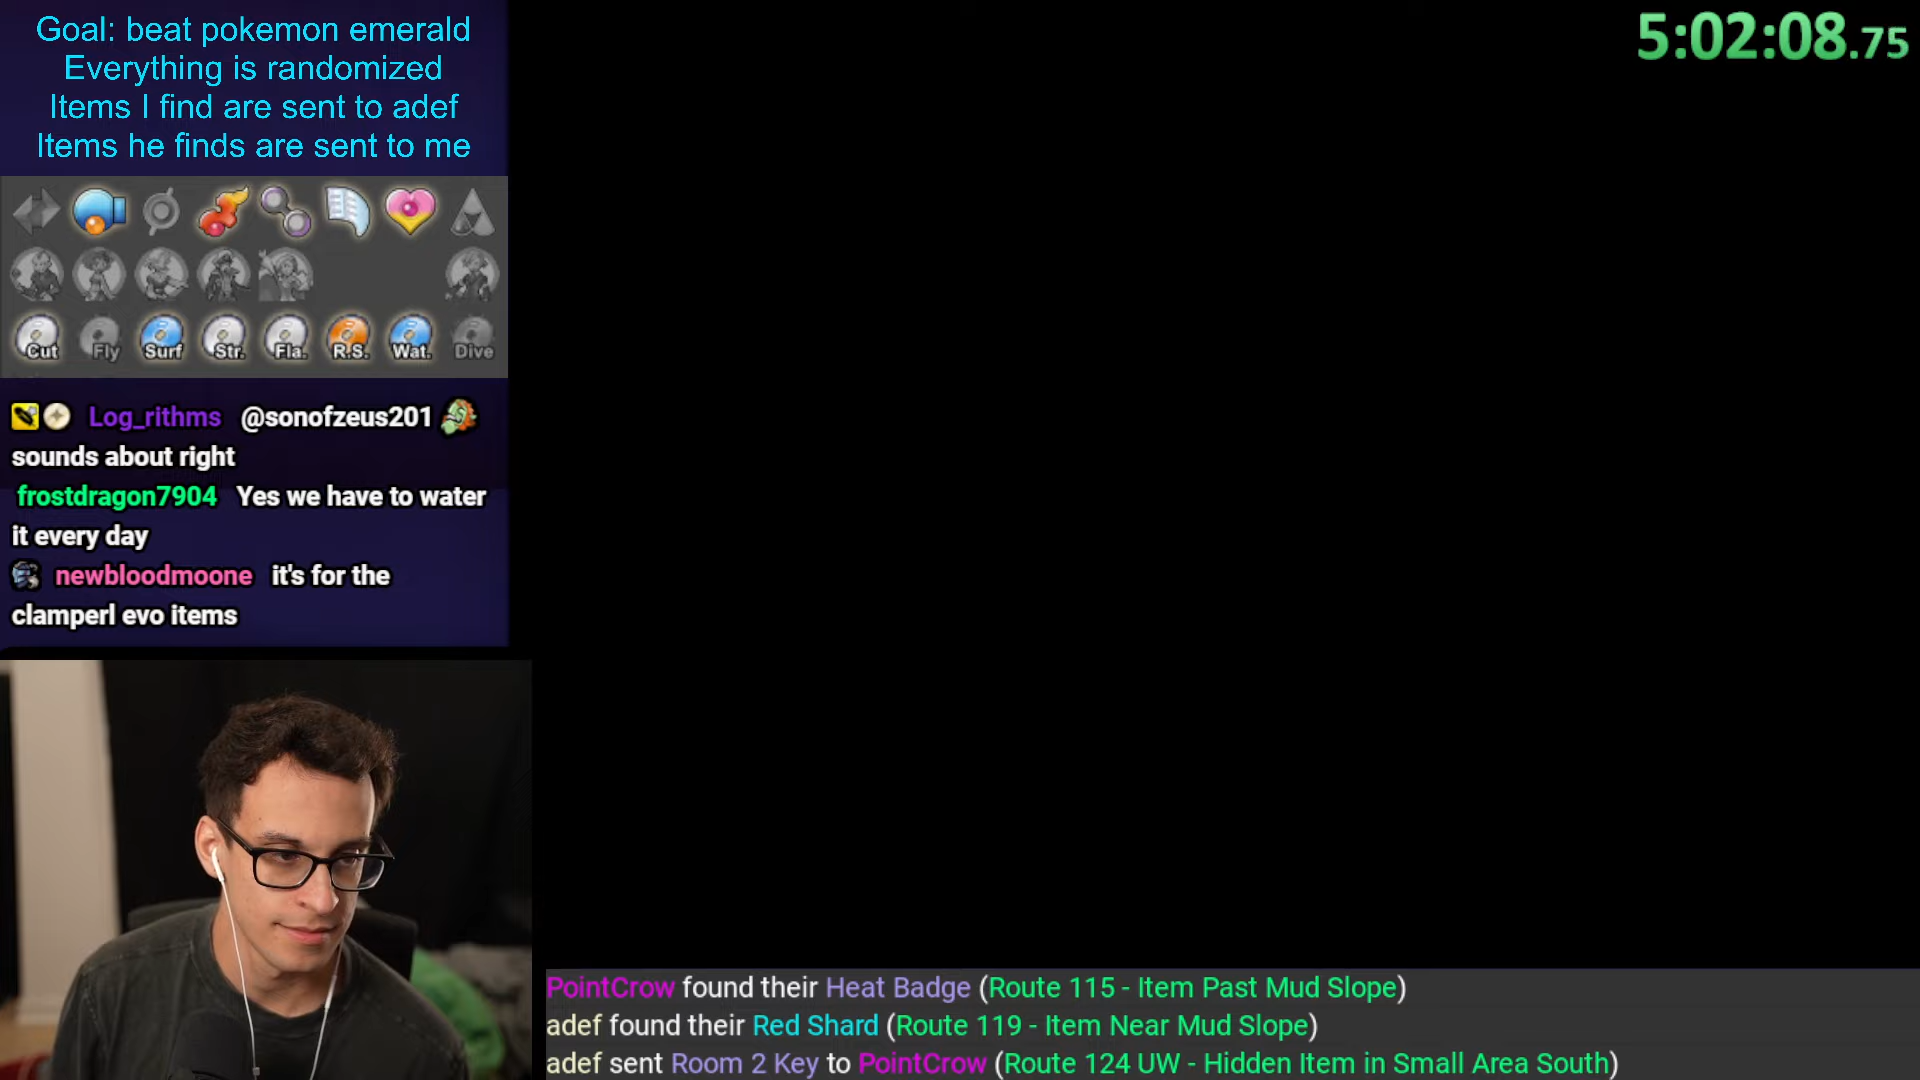 Goal: beat pokemon emerald
Everything is randomized
Items I find are sent to adef
Items he finds are sent to me
5:02:08.75
Cut Fly Surf Str. Fla. R.S. Wat. Dive
Log_rithms @sonofzeus201
sounds about right
frostdragon7904 Yes we have to water
it every day
newbloodmoone it's for the
clamperl evo items
PointCrow found their Heat Badge (Route 115 - Item Past Mud Slope)
adef found their Red Shard (Route 119 - Item Near Mud Slope)
adef sent Room 2 Key to PointCrow (Route 124 UW - Hidden Item in Small Area South)